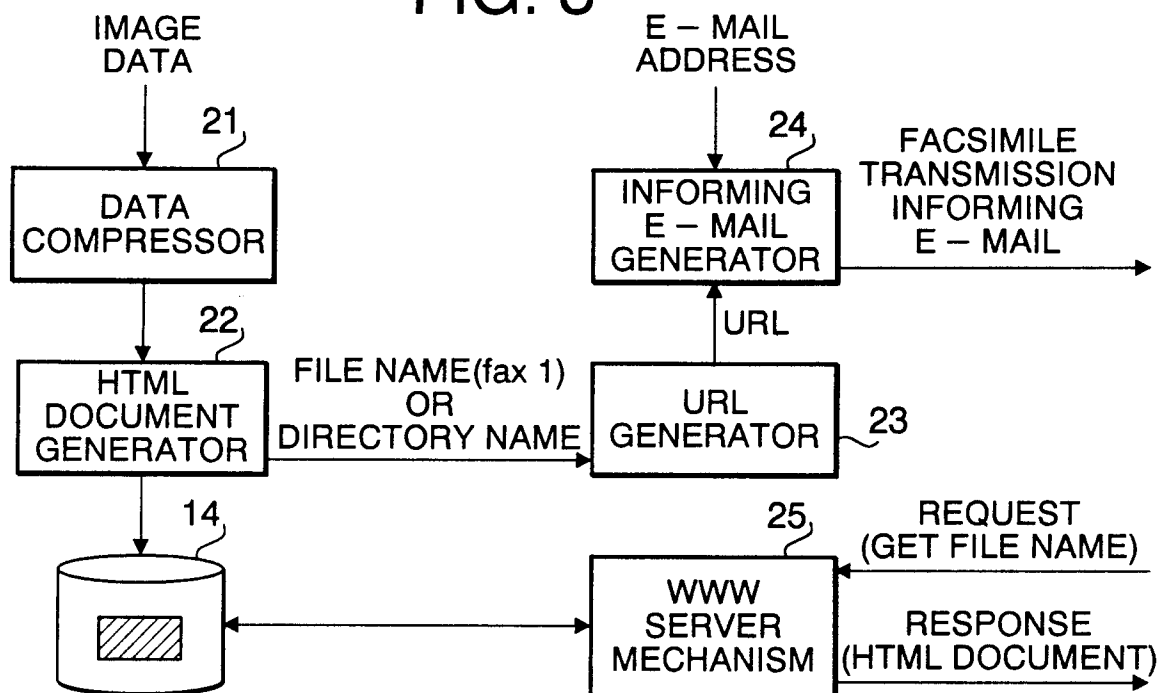 IMAGE
DATA
E – MAIL
ADDRESS
21
DATA
COMPRESSOR
24
INFORMING
E – MAIL
GENERATOR
FACSIMILE
TRANSMISSION
INFORMING
E – MAIL
URL
22
HTML
DOCUMENT
GENERATOR
FILE NAME(fax 1)
OR
DIRECTORY NAME
URL
GENERATOR
23
14
25
WWW
SERVER
MECHANISM
REQUEST
(GET FILE NAME)
RESPONSE
(HTML DOCUMENT)